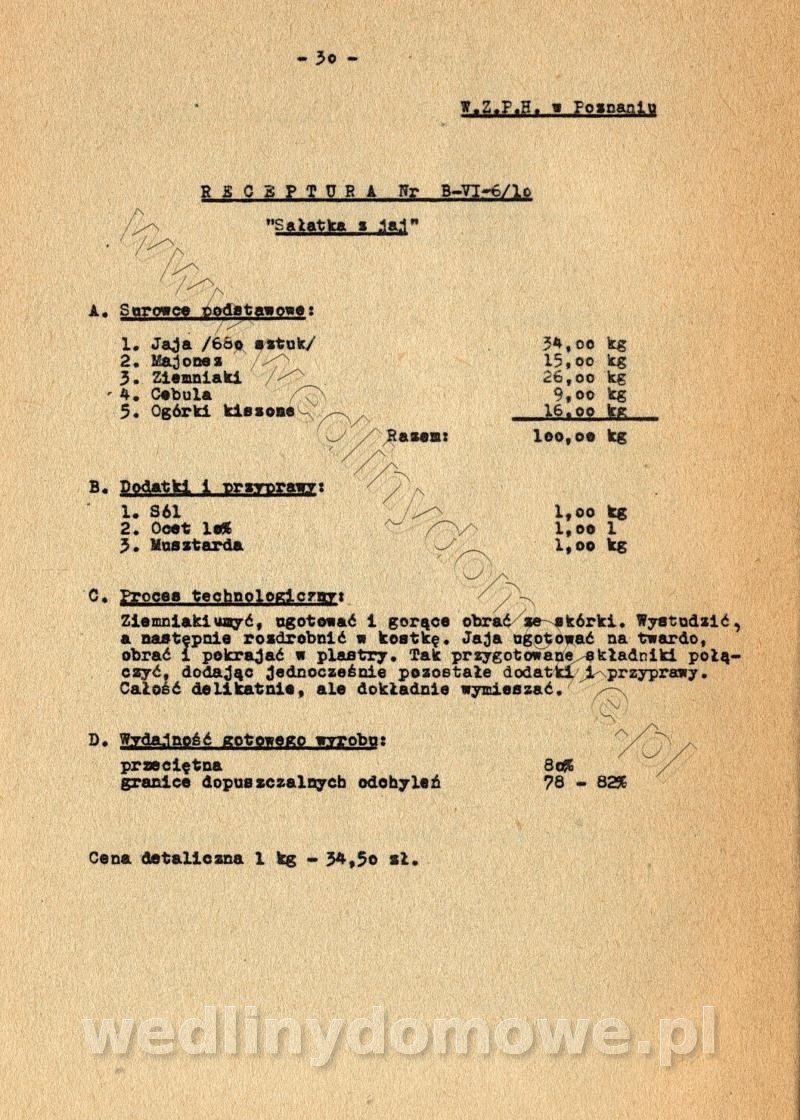 - 30 -
W.Z.P.H. w Poznaniu
RECEPTURA Nr B-VI-6/10
"Sałatka z jaj"
A. Surowce podstawowe:
1. Jaja /680 sztuk/ 34,00 kg
2. Majonez 15,00 kg
3. Ziemniaki 26,00 kg
4. Cebula 9,00 kg
5. Ogórki kiszone 16,00 kg
Razem: 100,00 kg
B. Dodatki i przyprawy:
1. Sól 1,00 kg
2. Ocet 10% 1,00 l
3. Musztarda 1,00 kg
C. Proces technologiczny:
Ziemniaki umyć, ugotować i gorące obrać ze skórki. Wystudzić,
a następnie rozdrobnić w kostkę. Jaja ugotować na twardo,
obrać i pokrajać w plastry. Tak przygotowane składniki połą-
czyć, dodając jednocześnie pozostałe dodatki i przyprawy.
Całość delikatnie, ale dokładnie wymieszać.
D. Wydajność gotowego wyrobu:
przeciętna 80%
granice dopuszczalnych odchyleń 78 - 82%
Cena detaliczna 1 kg - 34,50 zł.
www.wedlinydomowe.pl
wedlinydomowe.pl